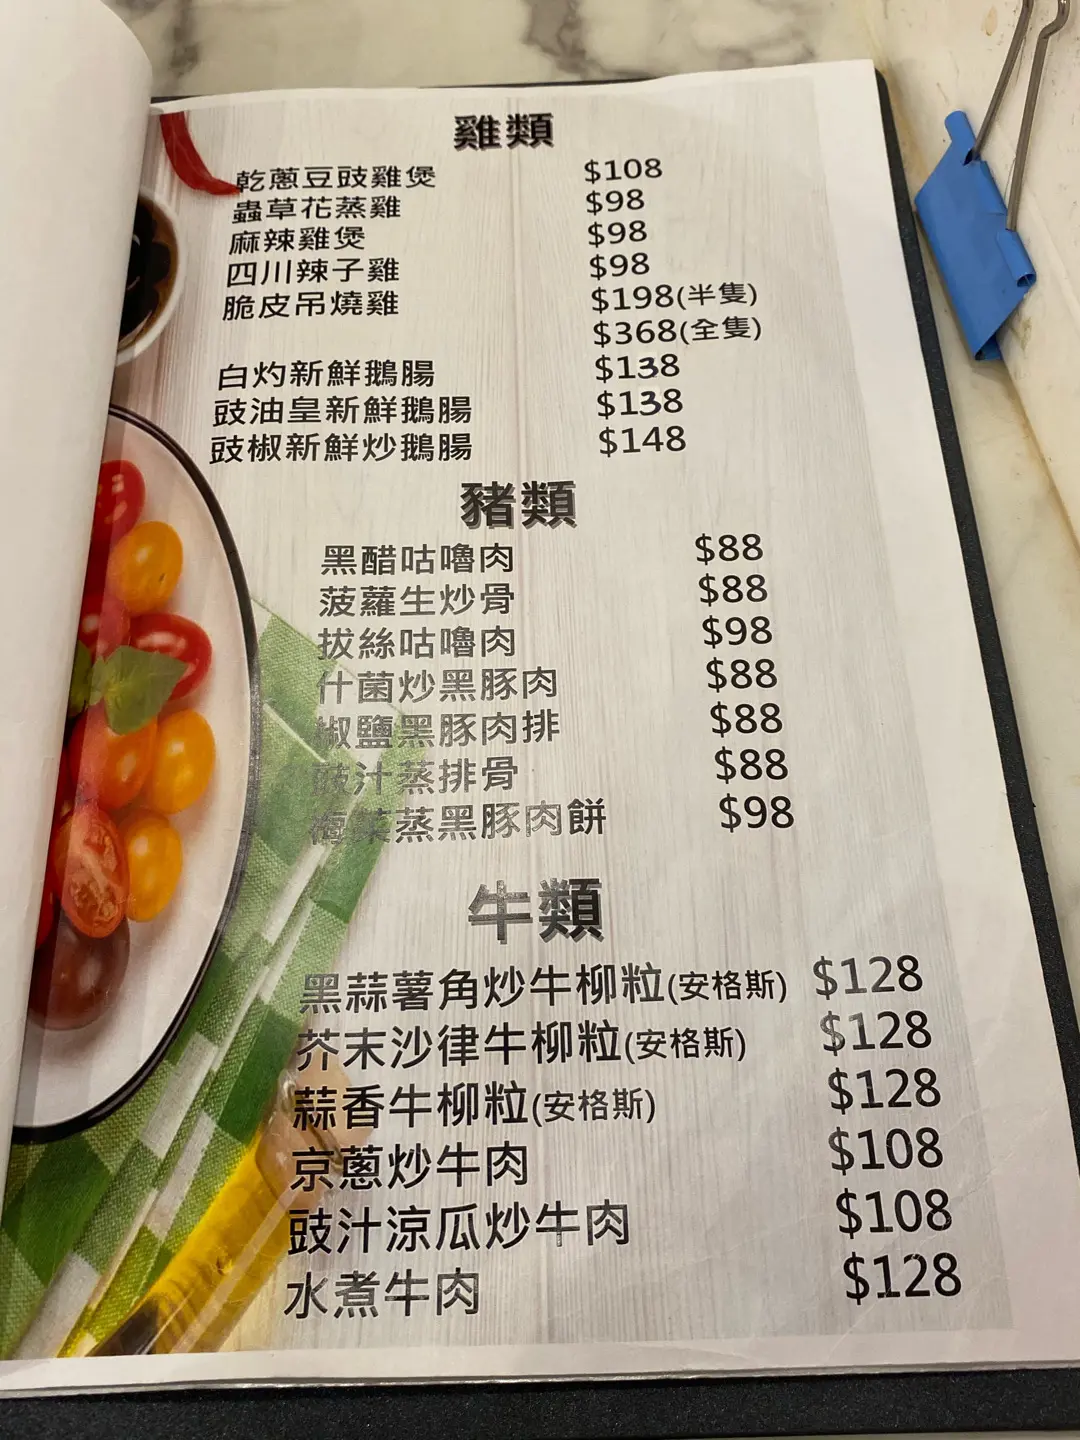 雞類
乾蔥豆豉雞煲 $108
蟲草花蒸雞 $98
麻辣雞煲 $98
四川辣子雞 $98
脆皮吊燒雞 $198(半隻)
$368(全隻)
白灼新鮮鵝腸 $138
豉油皇新鮮鵝腸 $138
豉椒新鮮炒鵝腸 $148
豬類
黑醋咕嚕肉 $88
菠蘿生炒骨 $88
拔絲咕嚕肉 $98
什菌炒黑豚肉 $88
椒鹽黑豚肉排 $88
豉汁蒸排骨 $88
梅菜蒸黑豚肉餅 $98
牛類
黑蒜薯角炒牛柳粒(安格斯) $128
芥末沙律牛柳粒(安格斯) $128
蒜香牛柳粒(安格斯) $128
京蔥炒牛肉 $108
豉汁涼瓜炒牛肉 $108
水煮牛肉 $128